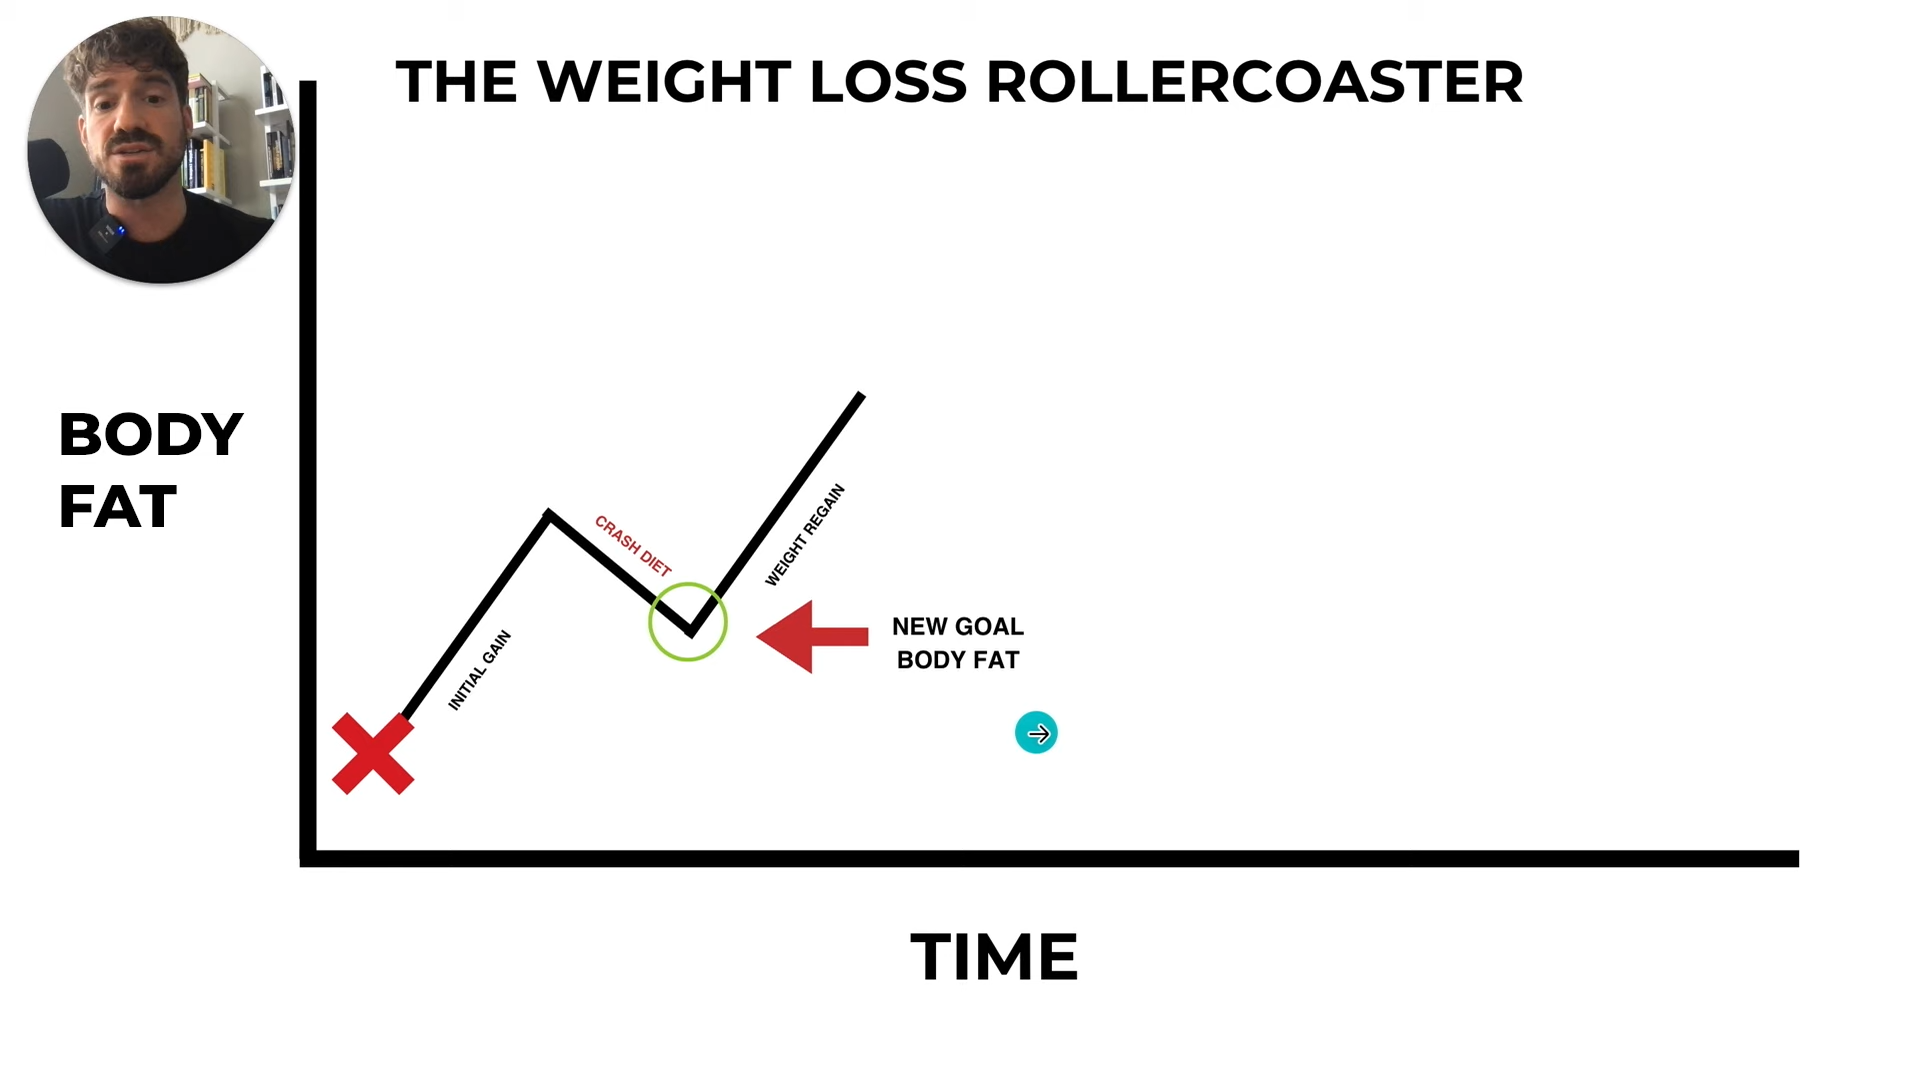 THE WEIGHT LOSS ROLLERCOASTER
BODY
FAT
CRASH DIET
WEIGHT REGAIN
INITIAL GAIN
NEW GOAL
BODY FAT
TIME